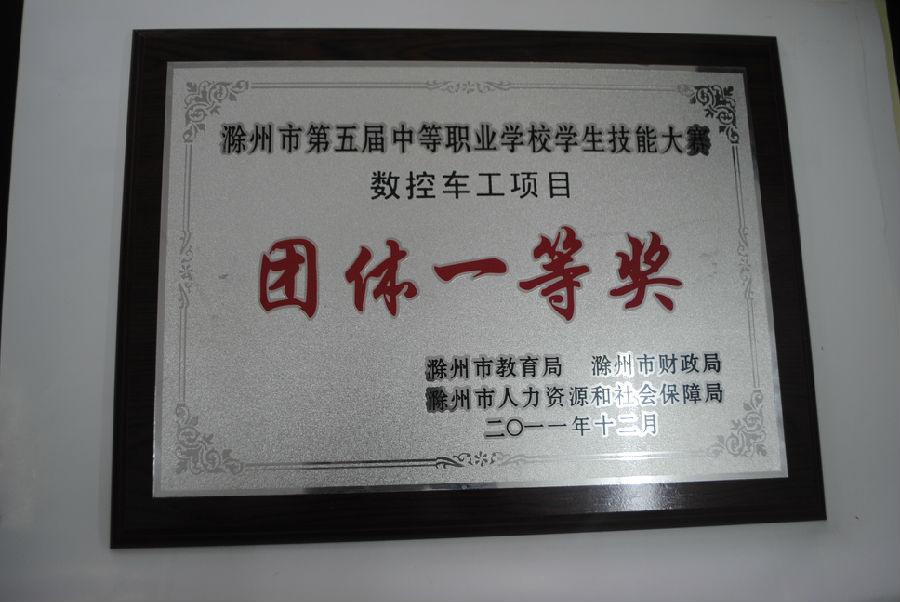 滁州市第五届中等职业学校学生技能大赛
数控车工项目
团体一等奖
滁州市教育局 滁州市财政局
滁州市人力资源和社会保障局
二〇一一年十二月